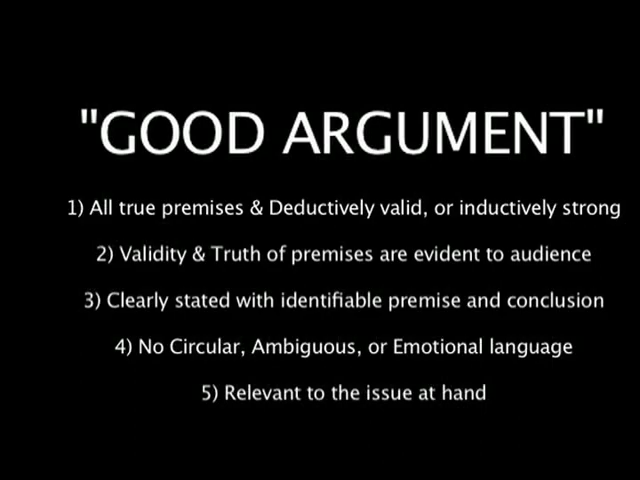 "GOOD ARGUMENT"
1) All true premises & Deductively valid, or inductively strong
2) Validity & Truth of premises are evident to audience
3) Clearly stated with identifiable premise and conclusion
4) No Circular, Ambiguous, or Emotional language
5) Relevant to the issue at hand